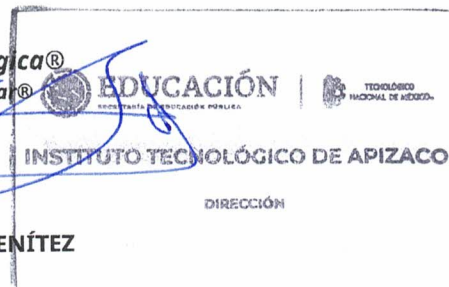 gica®
ar®
EDUCACIÓN
SECRETARÍA DE EDUCACIÓN PÚBLICA
TECNOLÓGICO
NACIONAL DE MÉXICO®
INSTITUTO TECNOLÓGICO DE APIZACO
DIRECCIÓN
ENÍTEZ